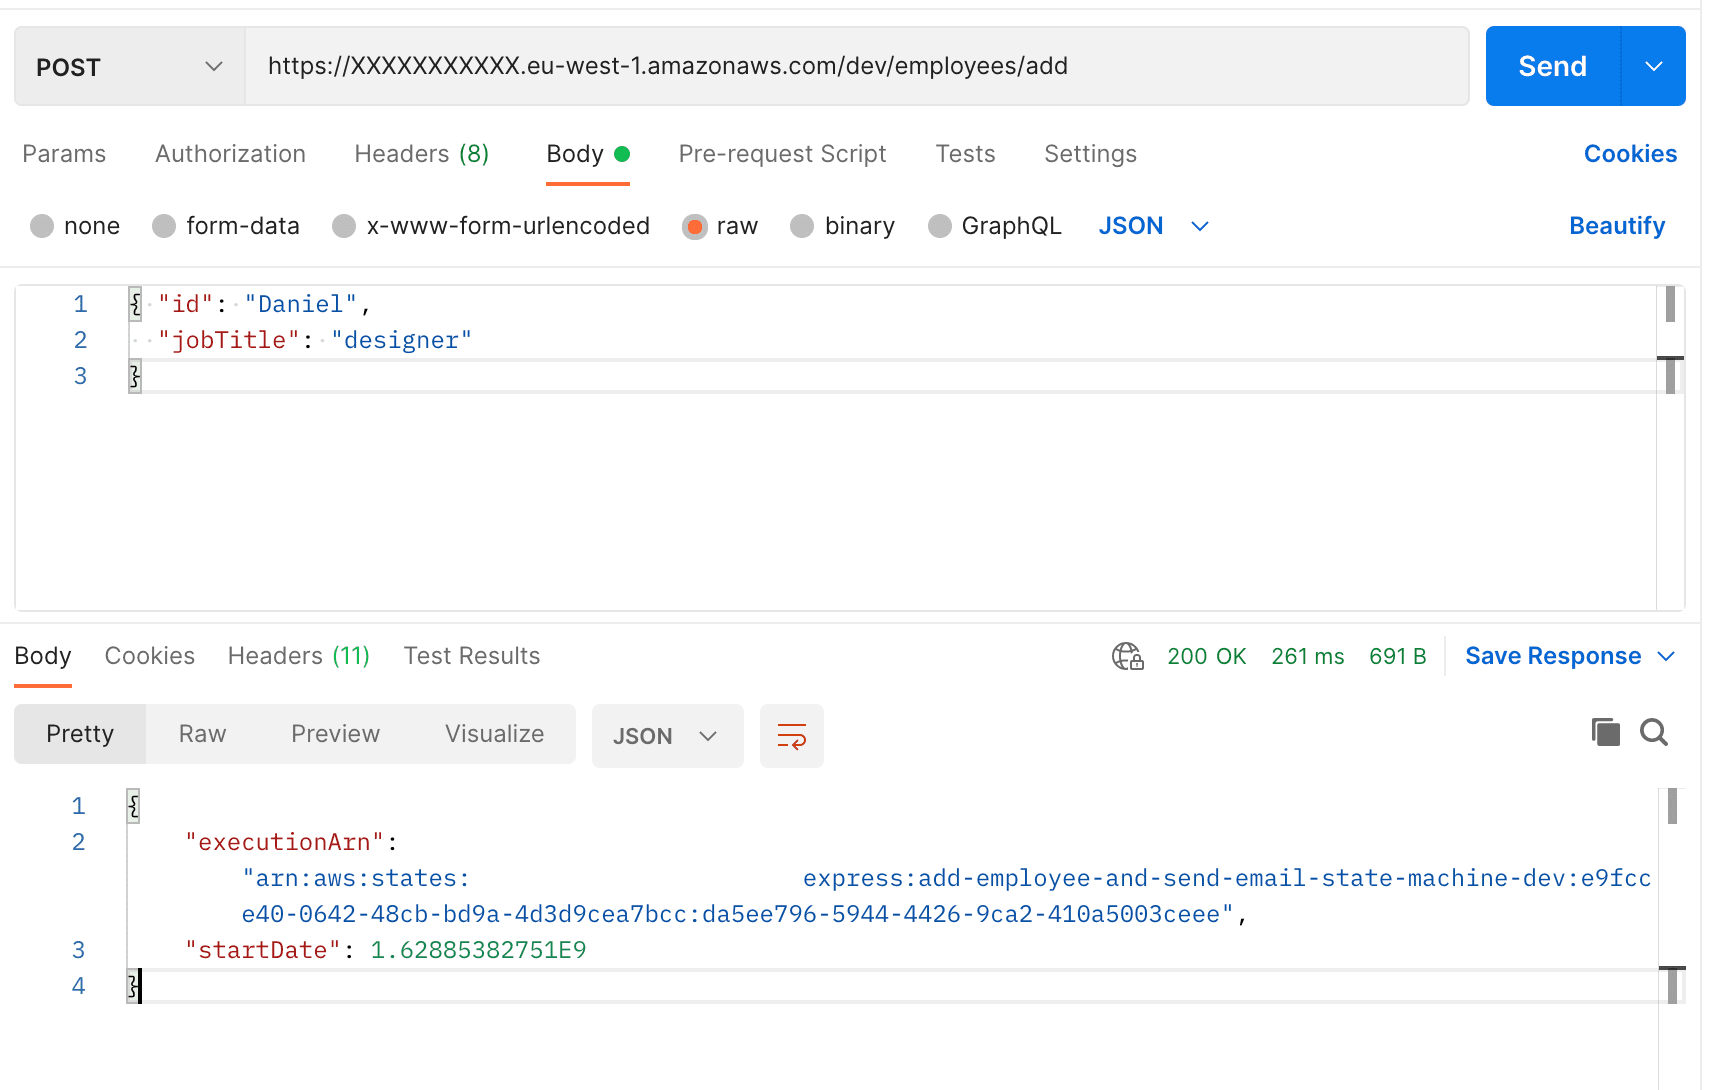 POST https://XXXXXXXXXXX.eu-west-1.amazonaws.com/dev/employees/add Send
Params Authorization Headers (8) Body Pre-request Script Tests Settings Cookies
none form-data x-www-form-urlencoded raw binary GraphQL JSON Beautify
1 { "id": "Daniel",
2 "jobTitle": "designer"
3 }
Body Cookies Headers (11) Test Results 200 OK 261 ms 691 B Save Response
Pretty Raw Preview Visualize JSON
1 {
2 "executionArn":
"arn:aws:states: express:add-employee-and-send-email-state-machine-dev:e9fcc
e40-0642-48cb-bd9a-4d3d9cea7bcc:da5ee796-5944-4426-9ca2-410a5003ceee",
3 "startDate": 1.62885382751E9
4 }